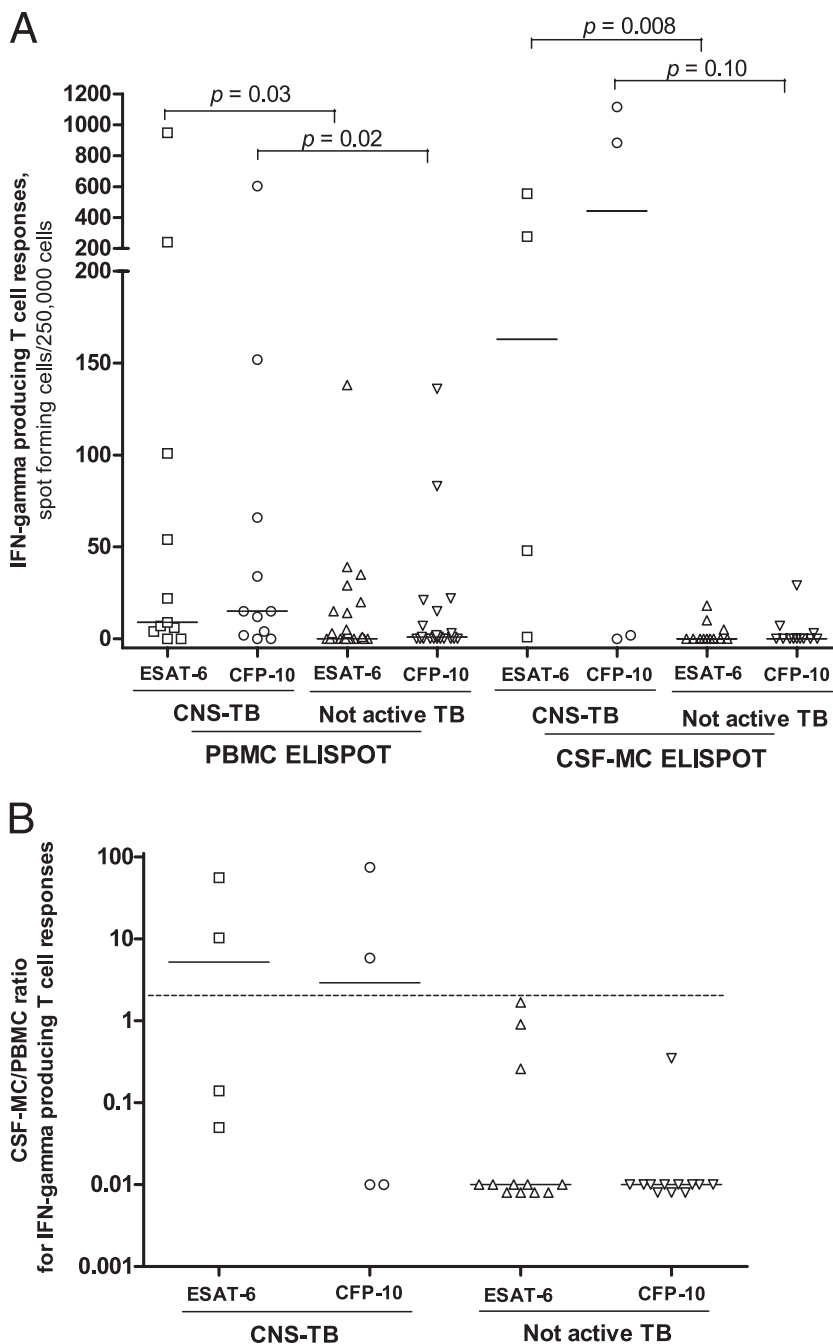 A
p = 0.008
p = 0.10
p = 0.03
p = 0.02
1200
1000
800
600
400
200
200
150
100
50
0
IFN-gamma producing T cell responses,
spot forming cells/250,000 cells
ESAT-6 CFP-10 ESAT-6 CFP-10 ESAT-6 CFP-10 ESAT-6 CFP-10
CNS-TB Not active TB CNS-TB Not active TB
PBMC ELISPOT CSF-MC ELISPOT
B
100
10
1
0.1
0.01
0.001
CSF-MC/PBMC ratio
for IFN-gamma producing T cell responses
ESAT-6 CFP-10 ESAT-6 CFP-10
CNS-TB Not active TB